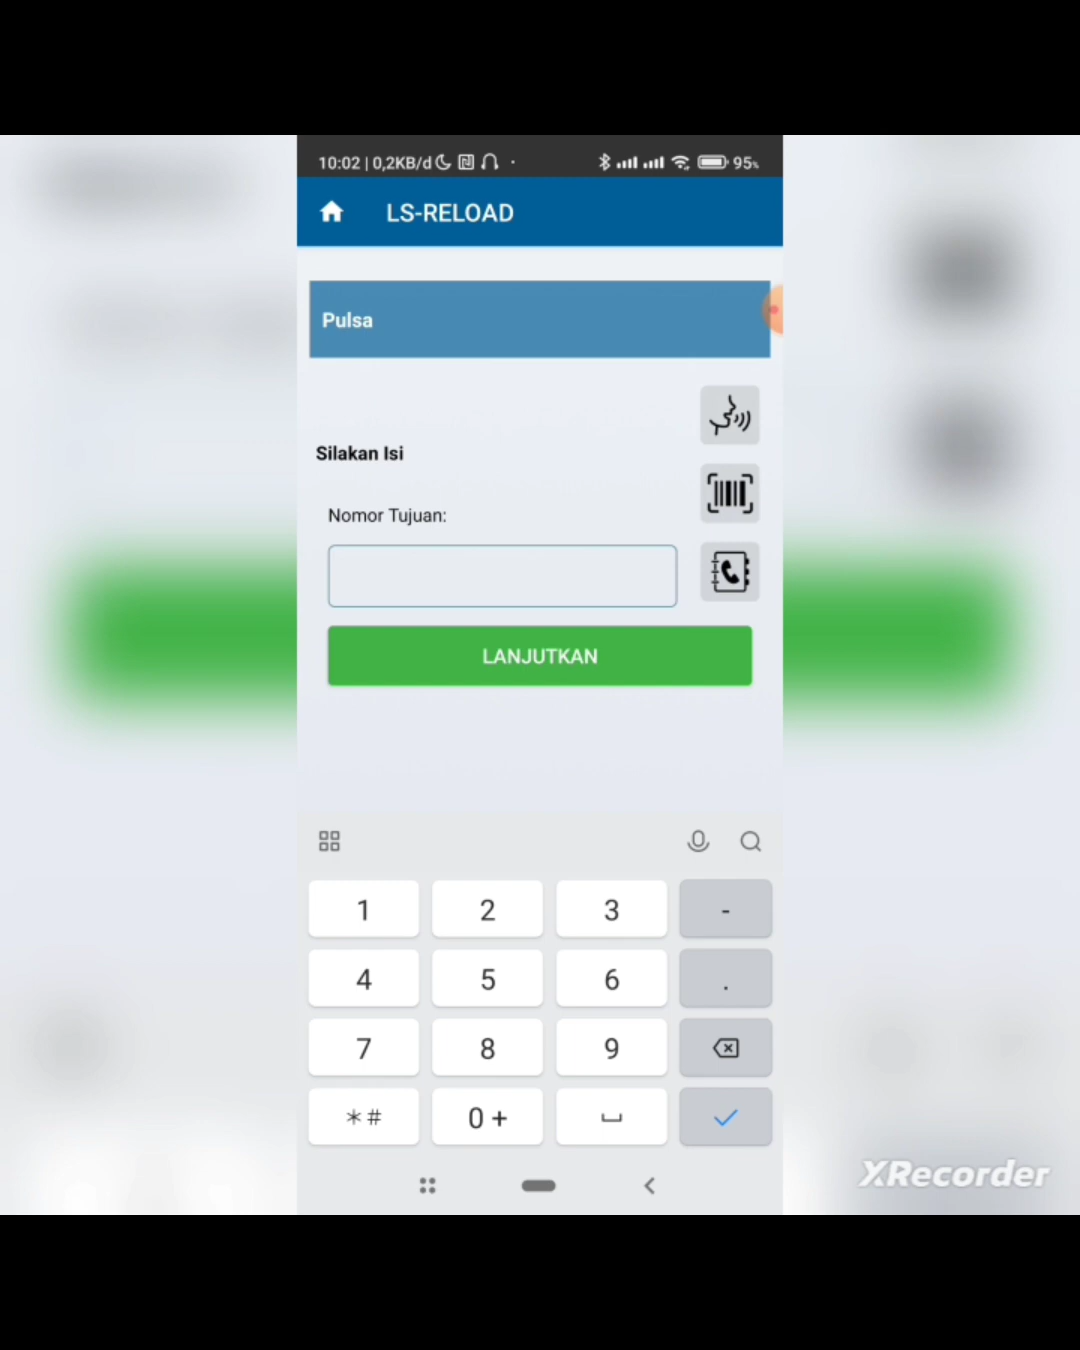 10:02 | 0,2KB/d 95%
LS-RELOAD
Pulsa
Silakan Isi
Nomor Tujuan:
LANJUTKAN
1 2 3 -
4 5 6 .
7 8 9
*# 0 +
XRecorder